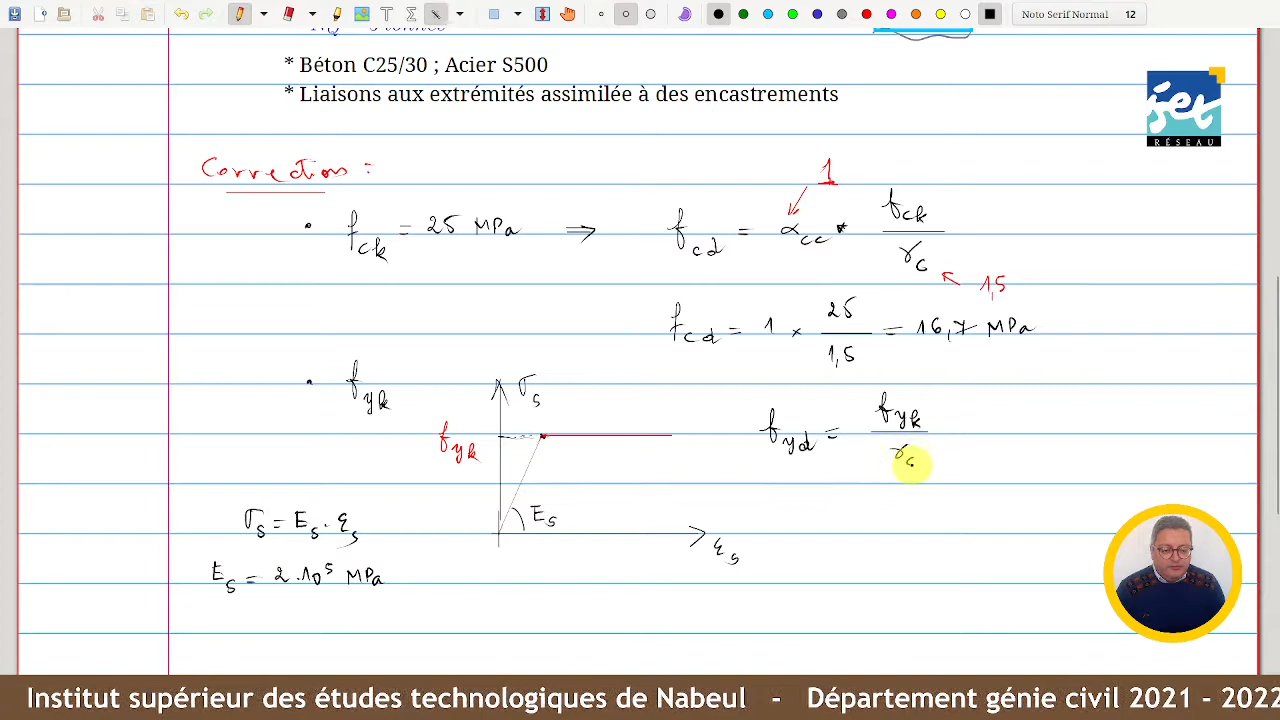 Noto Serif Normal 12
* Béton C25/30 ; Acier S500
* Liaisons aux extrémités assimilée à des encastrements
iset
RÉSEAU
Correction :
1
• fck = 25 MPa ⇒ fcd = αcc * fck / γc
1,5
fcd = 1 × 25 / 1,5 = 16,7 MPa
• fyk
σs
fyk
fyd = fyk / γs
σs = Es . εs
Es
εs
Es = 2.10⁵ MPa
Institut supérieur des études technologiques de Nabeul - Département génie civil 2021 - 2022